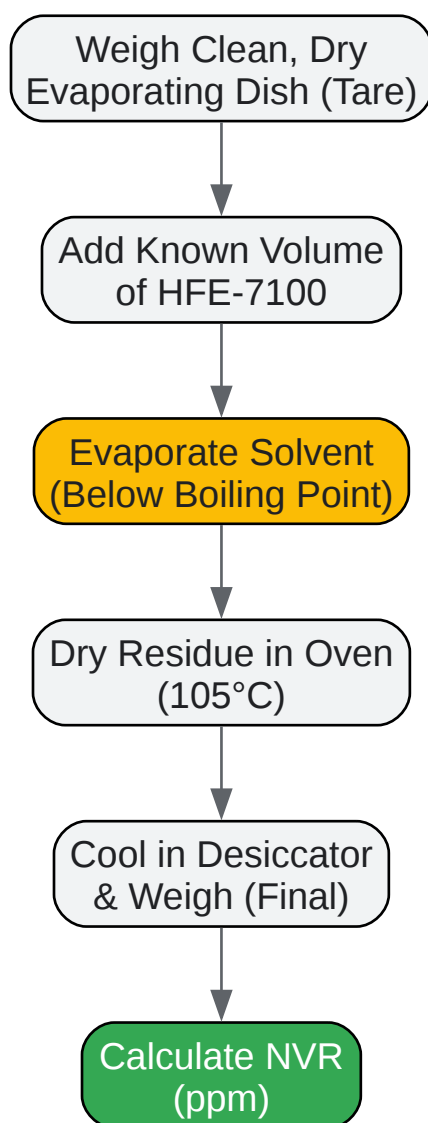 Weigh Clean, Dry
Evaporating Dish (Tare)
Add Known Volume
of HFE-7100
Evaporate Solvent
(Below Boiling Point)
Dry Residue in Oven
(105°C)
Cool in Desiccator
& Weigh (Final)
Calculate NVR
(ppm)